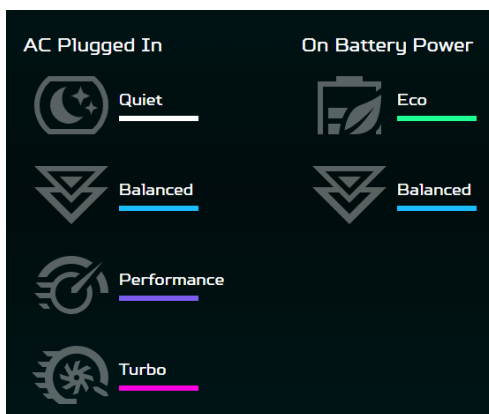 AC Plugged In
Quiet
Balanced
Performance
Turbo
On Battery Power
Eco
Balanced